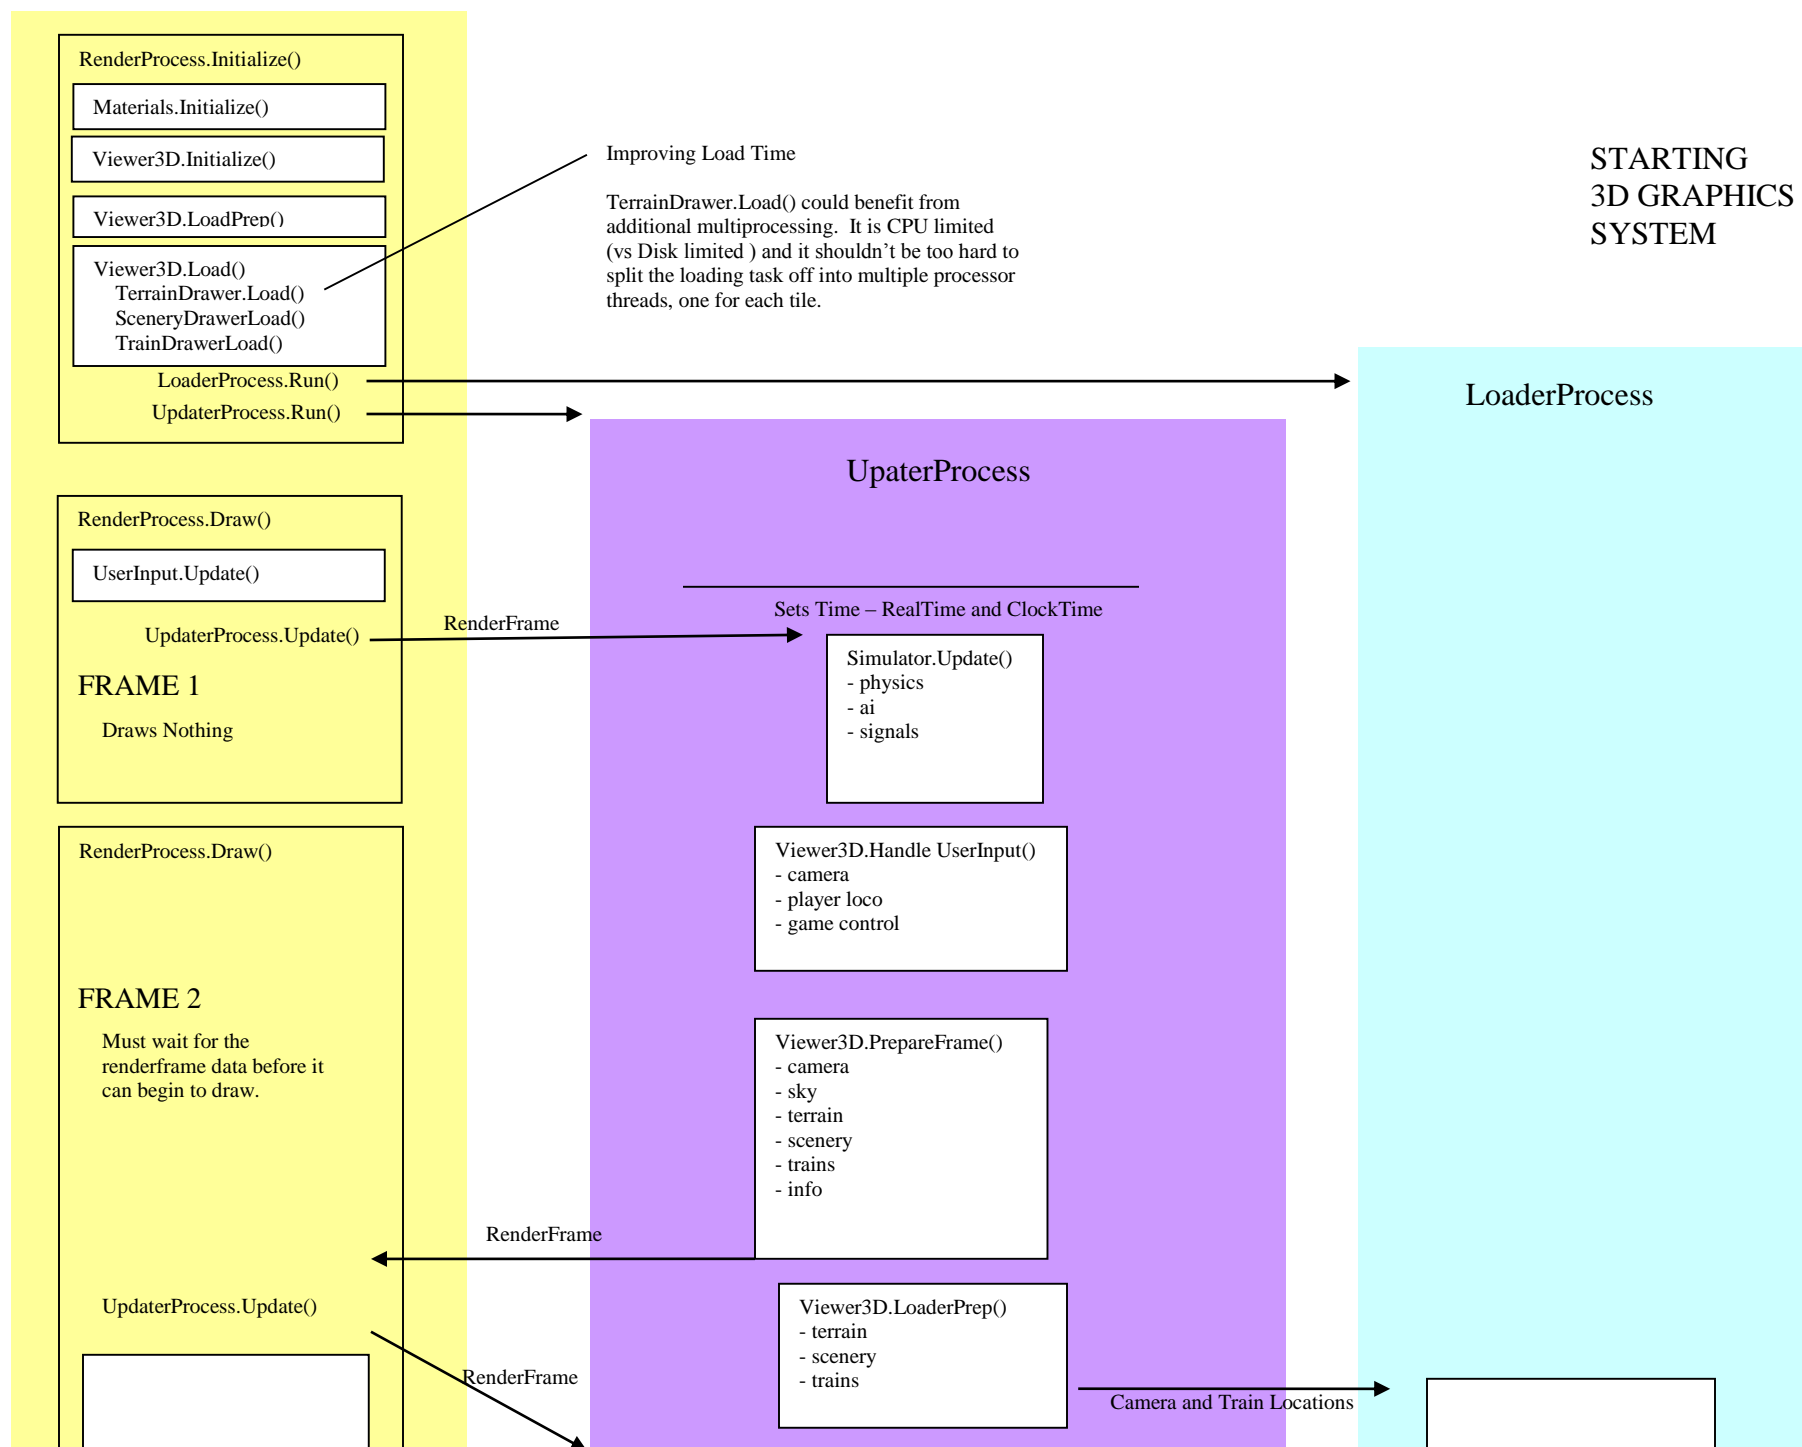 RenderProcess.Initialize()
Materials.Initialize()
Viewer3D.Initialize()
Viewer3D.LoadPrep()
Viewer3D.Load()
TerrainDrawer.Load()
SceneryDrawerLoad()
TrainDrawerLoad()
LoaderProcess.Run()
UpdaterProcess.Run()
Improving Load Time
TerrainDrawer.Load() could benefit from
additional multiprocessing.  It is CPU limited
(vs Disk limited ) and it shouldn't be too hard to
split the loading task off into multiple processor
threads, one for each tile.
STARTING
3D GRAPHICS
SYSTEM
LoaderProcess
UpaterProcess
RenderProcess.Draw()
UserInput.Update()
UpdaterProcess.Update()
FRAME 1
Draws Nothing
RenderFrame
Sets Time – RealTime and ClockTime
Simulator.Update()
- physics
- ai
- signals
RenderProcess.Draw()
FRAME 2
Must wait for the
renderframe data before it
can begin to draw.
Viewer3D.Handle UserInput()
- camera
- player loco
- game control
Viewer3D.PrepareFrame()
- camera
- sky
- terrain
- scenery
- trains
- info
RenderFrame
UpdaterProcess.Update()
RenderFrame
Viewer3D.LoaderPrep()
- terrain
- scenery
- trains
Camera and Train Locations